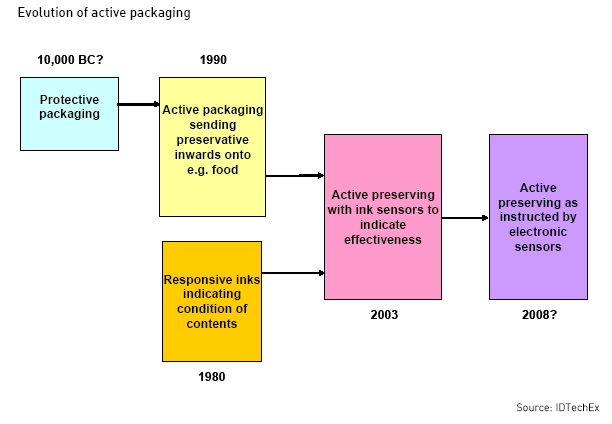 Evolution of active packaging
10,000 BC?
Protective
packaging
1990
Active packaging
sending
preservative
inwards onto
e.g. food
Responsive inks
indicating
condition of
contents
1980
Active preserving
with ink sensors to
indicate
effectiveness
2003
Active
preserving as
instructed by
electronic
sensors
2008?
Source: IDTechEx